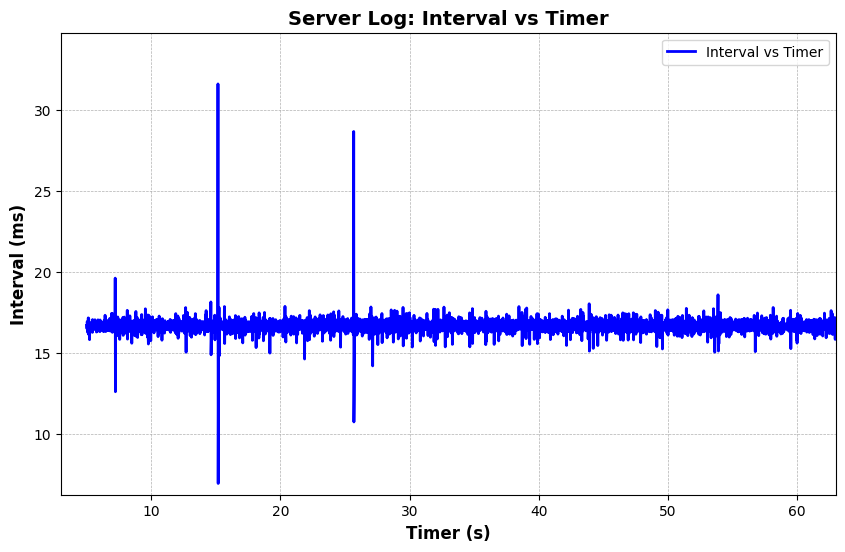 Server Log: Interval vs Timer
Interval vs Timer
30
25
20
15
10
Interval (ms)
10 20 30 40 50 60
Timer (s)